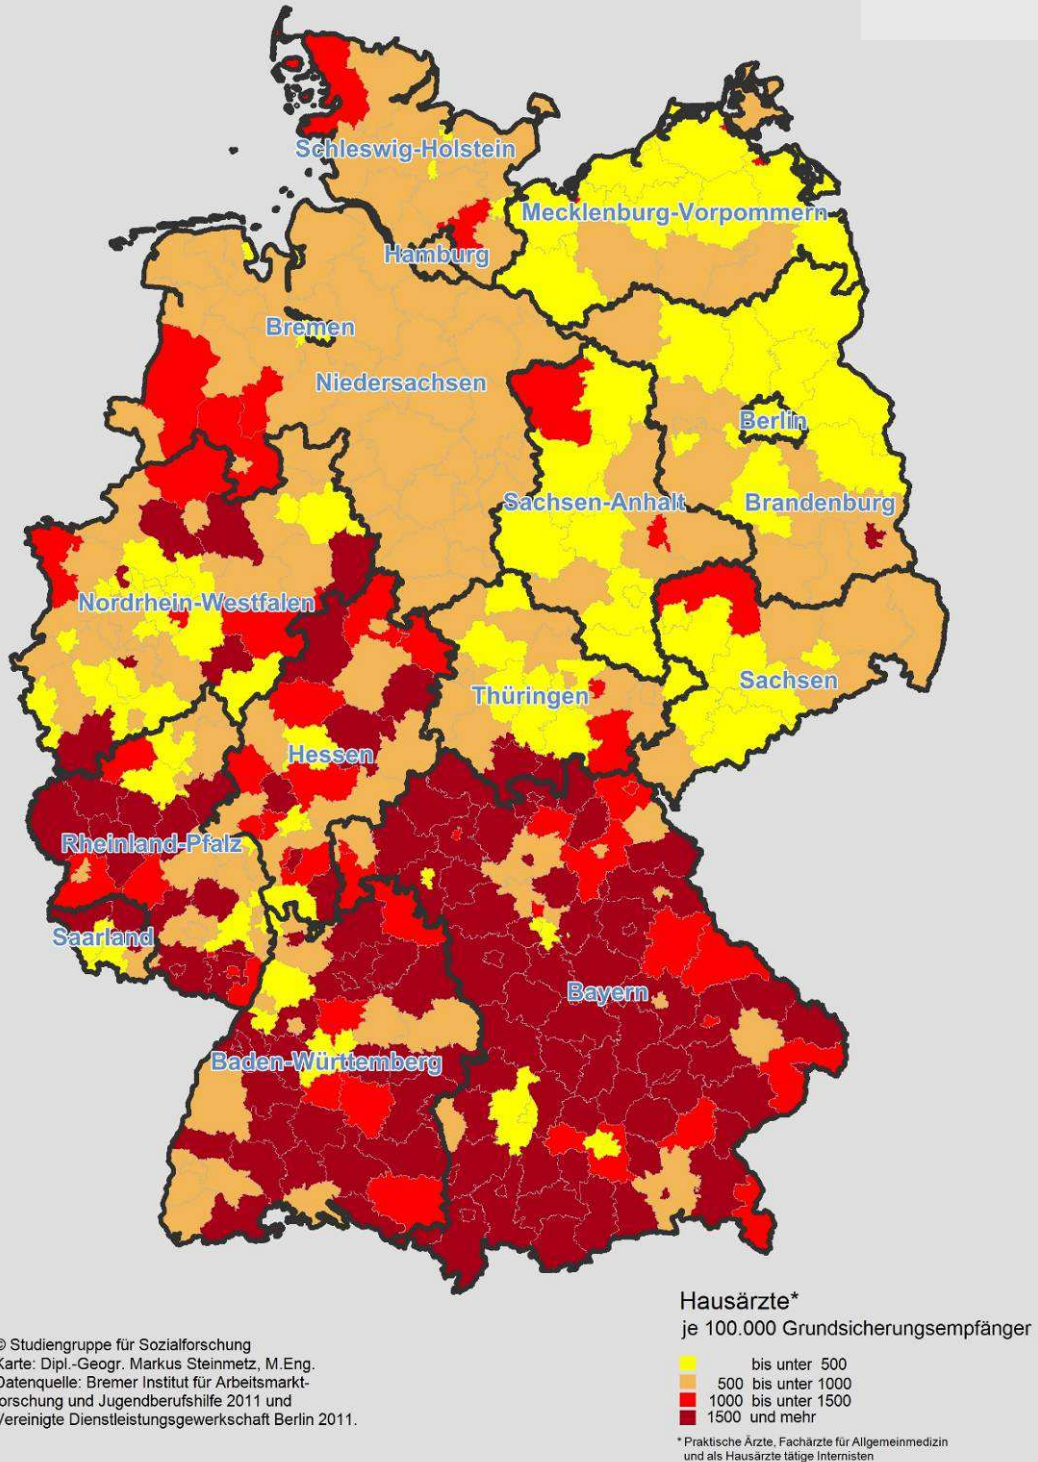 Schleswig-Holstein
Mecklenburg-Vorpommern
Hamburg
Bremen
Niedersachsen
Berlin
Sachsen-Anhalt
Brandenburg
Nordrhein-Westfalen
Sachsen
Thüringen
Hessen
Rheinland-Pfalz
Saarland
Bayern
Baden-Württemberg
Hausärzte*
je 100.000 Grundsicherungsempfänger
bis unter 500
500 bis unter 1000
1000 bis unter 1500
1500 und mehr
* Praktische Ärzte, Fachärzte für Allgemeinmedizin
und als Hausärzte tätige Internisten
© Studiengruppe für Sozialforschung
Karte: Dipl.-Geogr. Markus Steinmetz, M.Eng.
Datenquelle: Bremer Institut für Arbeitsmarkt-
forschung und Jugendberufshilfe 2011 und
Vereinigte Dienstleistungsgewerkschaft Berlin 2011.